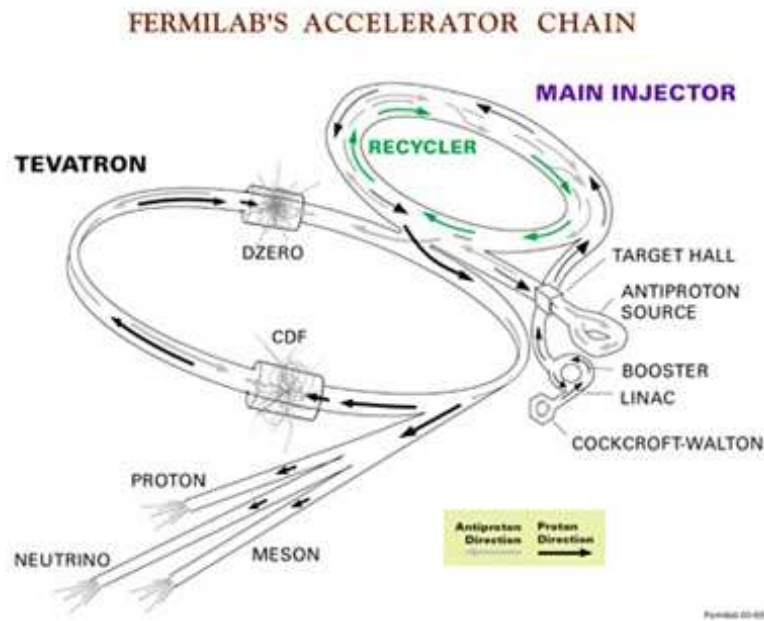 FERMILAB'S ACCELERATOR CHAIN
MAIN INJECTOR
RECYCLER
TEVATRON
DZERO
TARGET HALL
ANTIPROTON
SOURCE
CDF
BOOSTER
LINAC
COCKCROFT-WALTON
PROTON
NEUTRINO
MESON
Antiproton
Direction
Proton
Direction